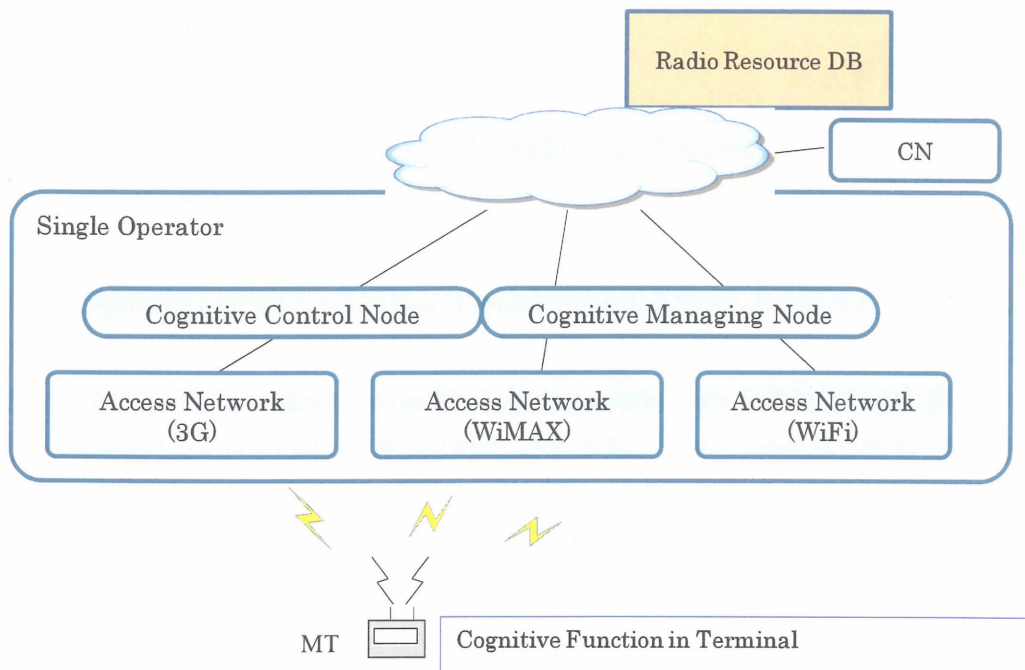 Radio Resource DB
CN
Single Operator
Cognitive Control Node
Cognitive Managing Node
Access Network
(3G)
Access Network
(WiMAX)
Access Network
(WiFi)
MT
Cognitive Function in Terminal